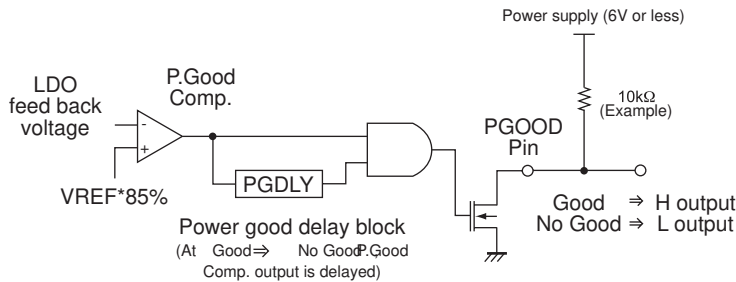 Power supply (6V or less)
P.Good
Comp.
LDO
feed back
voltage
-
+
VREF*85%
PGDLY
10kΩ
(Example)
PGOOD
Pin
Good ⇒ H output
No Good ⇒ L output
Power good delay block
(At Good⇒ No Good P.Good
Comp. output is delayed)